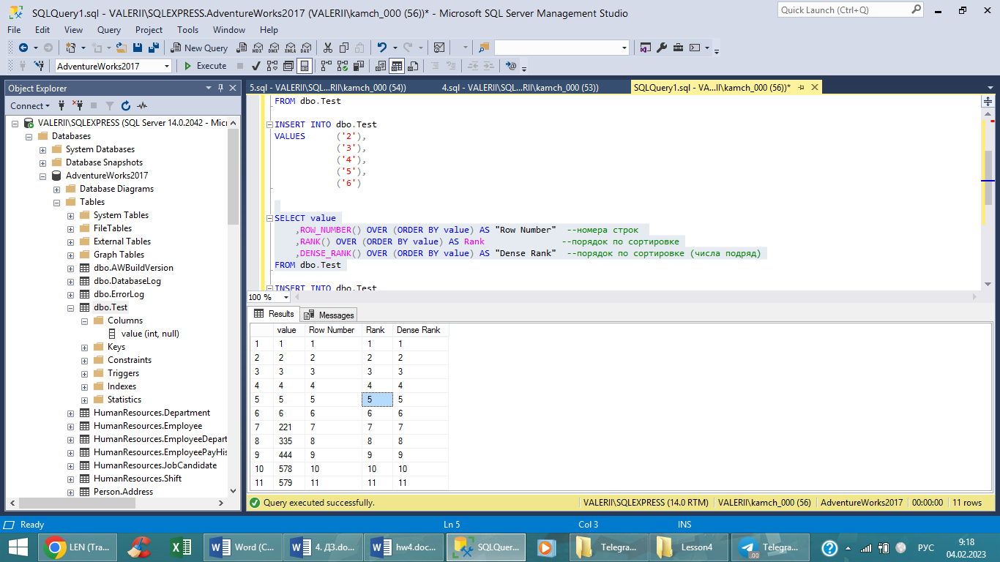 SQLQuery1.sql - VALERII\SQLEXPRESS.AdventureWorks2017 (VALERII\kamch_000 (56))* - Microsoft SQL Server Management Studio
Quick Launch (Ctrl+Q)
File Edit View Query Project Tools Window Help
New Query MDX DMX XMLA DAX
AdventureWorks2017 Execute
Object Explorer
Connect
VALERII\SQLEXPRESS (SQL Server 14.0.2042 - Micr
Databases
System Databases
Database Snapshots
AdventureWorks2017
Database Diagrams
Tables
System Tables
FileTables
External Tables
Graph Tables
dbo.AWBuildVersion
dbo.DatabaseLog
dbo.ErrorLog
dbo.Test
Columns
value (int, null)
Keys
Constraints
Triggers
Indexes
Statistics
HumanResources.Department
HumanResources.Employee
HumanResources.EmployeeDepart
HumanResources.EmployeePayHis
HumanResources.JobCandidate
HumanResources.Shift
Person.Address
5.sql - VALERII\SQL...RII\kamch_000 (54)) 4.sql - VALERII\SQL...RII\kamch_000 (53)) SQLQuery1.sql - VA...II\kamch_000 (56))*
FROM dbo.Test
INSERT INTO dbo.Test
VALUES ('2'),
('3'),
('4'),
('5'),
('6')
SELECT value
,ROW_NUMBER() OVER (ORDER BY value) AS "Row Number" --номера строк
,RANK() OVER (ORDER BY value) AS Rank --порядок по сортировке
,DENSE_RANK() OVER (ORDER BY value) AS "Dense Rank" --порядок по сортировке (числа подряд)
FROM dbo.Test
INSERT INTO dbo.Test
100 %
Results Messages
value Row Number Rank Dense Rank
1 1 1 1 1
2 2 2 2 2
3 3 3 3 3
4 4 4 4 4
5 5 5 5 5
6 6 6 6 6
7 221 7 7 7
8 335 8 8 8
9 444 9 9 9
10 578 10 10 10
11 579 11 11 11
Query executed successfully. VALERII\SQLEXPRESS (14.0 RTM) VALERII\kamch_000 (56) AdventureWorks2017 00:00:00 11 rows
Ready Ln 5 Col 3 INS
LEN (Tra... Word (C... 4. ДЗ.do... hw4.doc... SQLQuer... Telegra... Lesson4 Telegra... РУС 9:18
04.02.2023